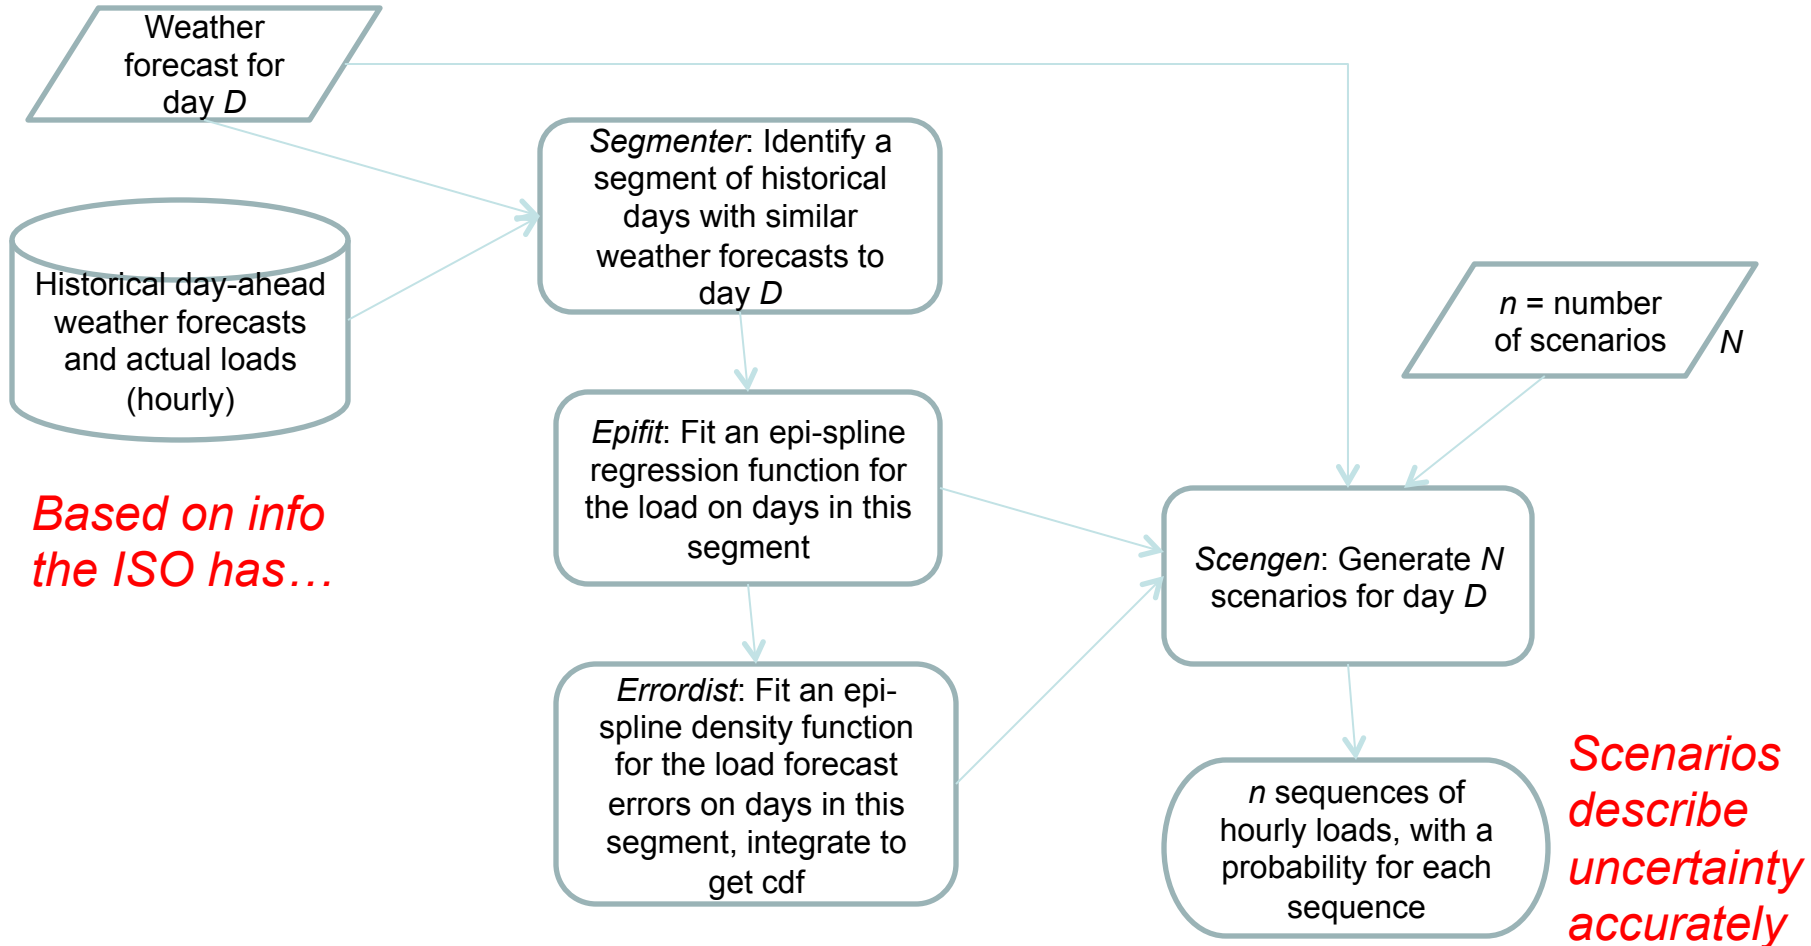 Weather
forecast for
day D
Segmenter: Identify a
segment of historical
days with similar
weather forecasts to
day D
Historical day-ahead
weather forecasts
and actual loads
(hourly)
n = number
of scenarios
N
Epifit: Fit an epi-spline
regression function for
the load on days in this
segment
Based on info
the ISO has…
Scengen: Generate N
scenarios for day D
Errordist: Fit an epi-
spline density function
for the load forecast
errors on days in this
segment, integrate to
get cdf
n sequences of
hourly loads, with a
probability for each
sequence
Scenarios
describe
uncertainty
accurately